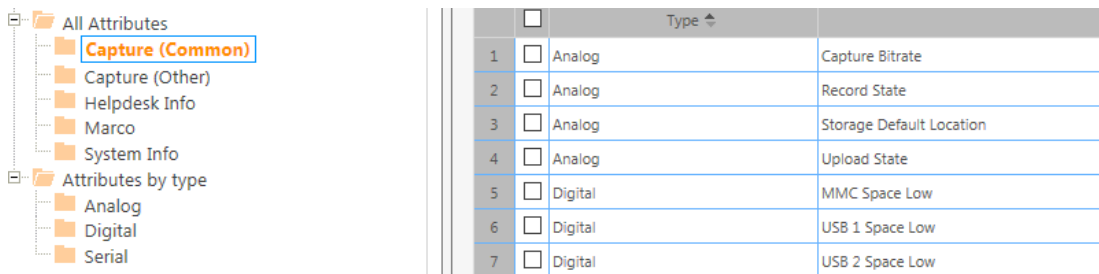 All Attributes
Capture (Common)
Capture (Other)
Helpdesk Info
Marco
System Info
Attributes by type
Analog
Digital
Serial
Type
1 Analog Capture Bitrate
2 Analog Record State
3 Analog Storage Default Location
4 Analog Upload State
5 Digital MMC Space Low
6 Digital USB 1 Space Low
7 Digital USB 2 Space Low